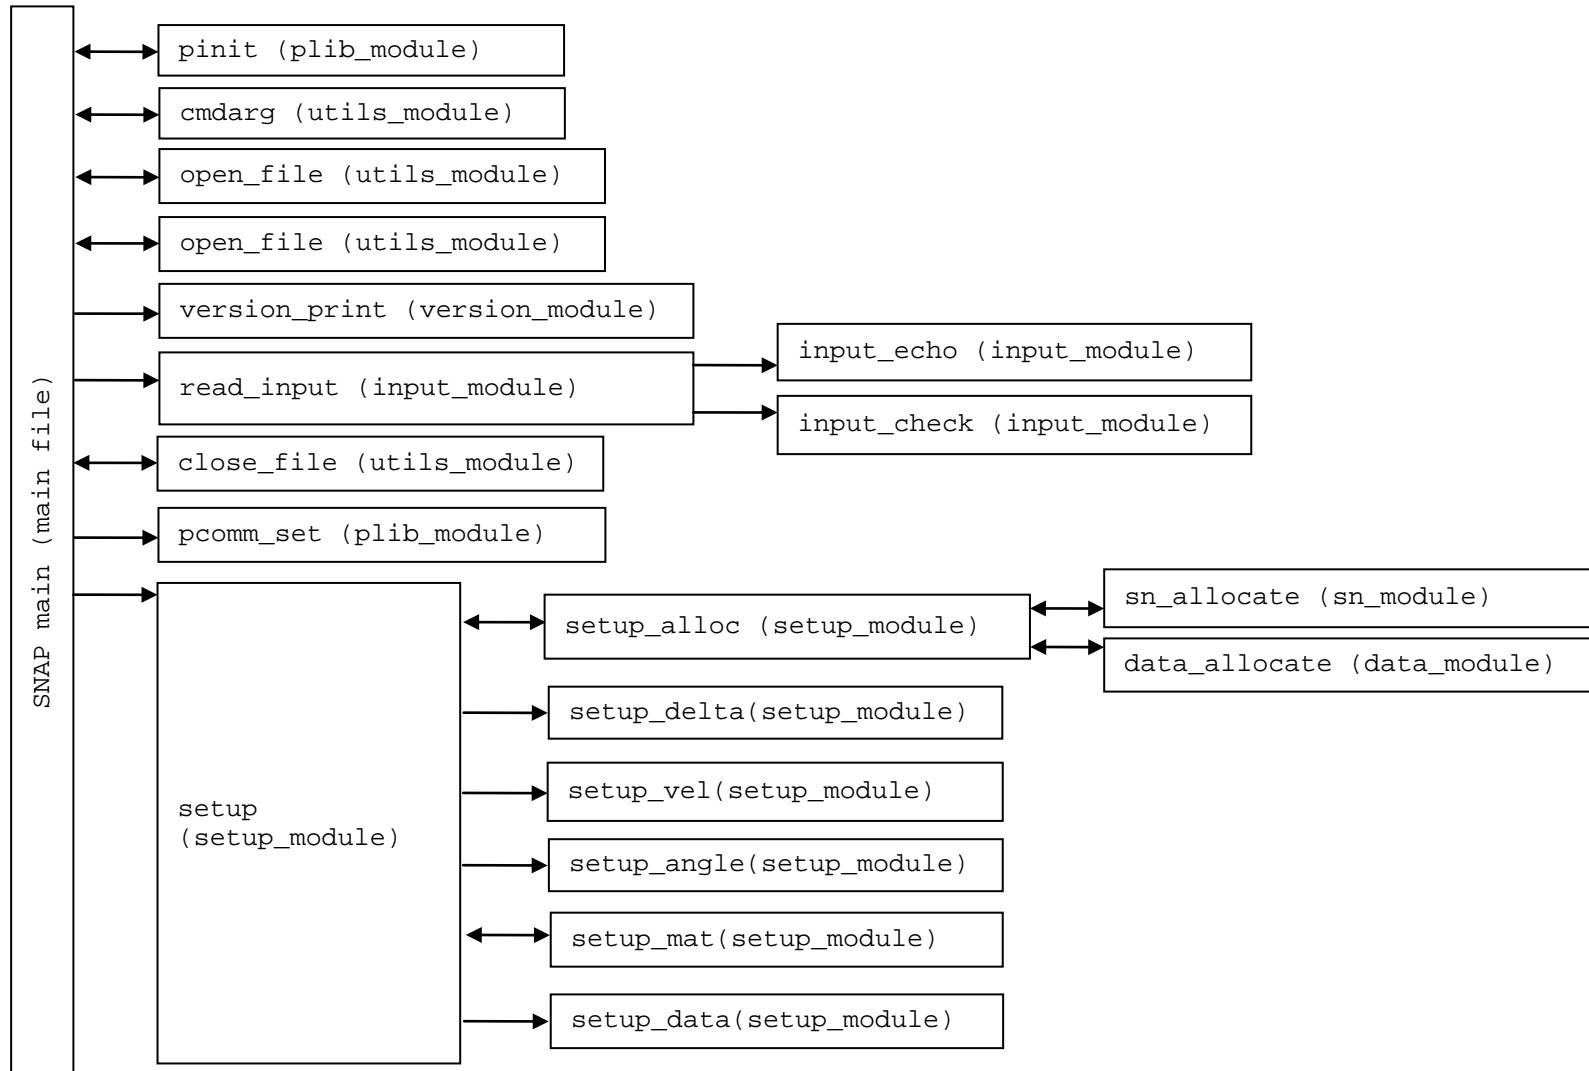 SNAP main (main file)
pinit (plib_module)
cmdarg (utils_module)
open_file (utils_module)
open_file (utils_module)
version_print (version_module)
read_input (input_module)
input_echo (input_module)
input_check (input_module)
close_file (utils_module)
pcomm_set (plib_module)
setup
(setup_module)
setup_alloc (setup_module)
sn_allocate (sn_module)
data_allocate (data_module)
setup_delta(setup_module)
setup_vel(setup_module)
setup_angle(setup_module)
setup_mat(setup_module)
setup_data(setup_module)